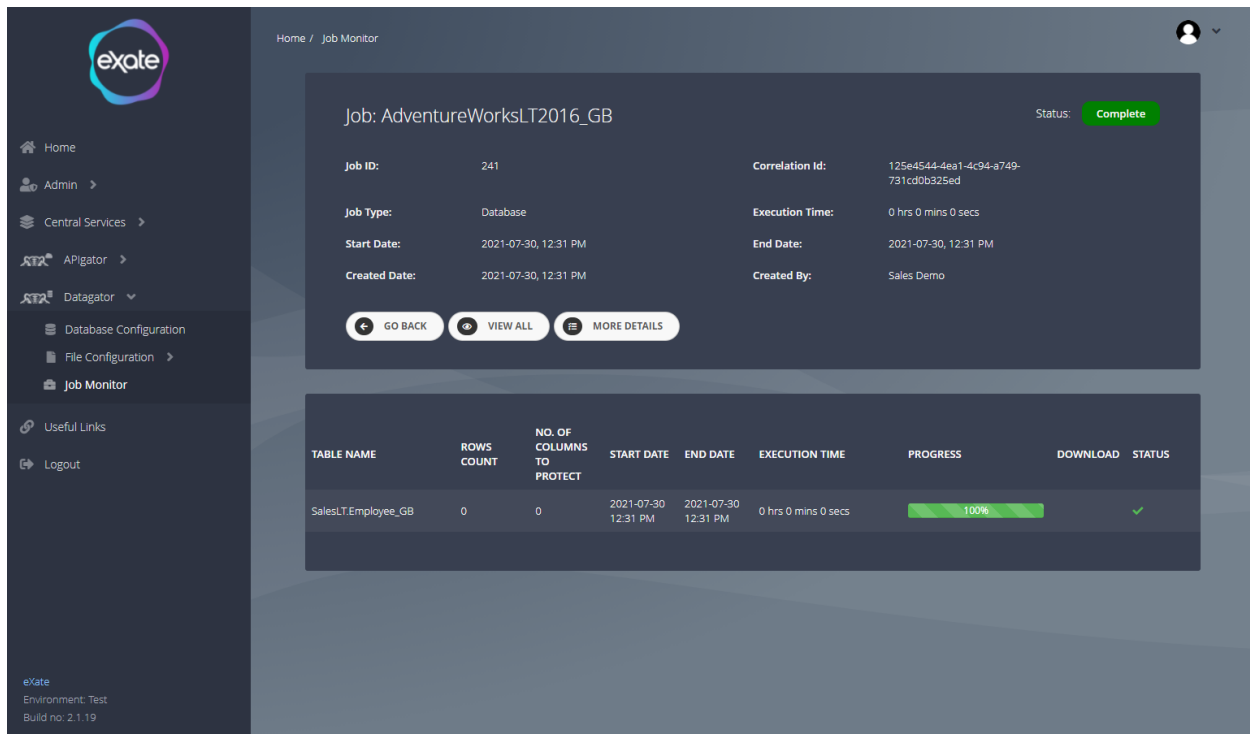 exate
Home
Admin
Central Services
APIgator
Datagator
Database Configuration
File Configuration
Job Monitor
Useful Links
Logout
eXate
Environment: Test
Build no: 2.1.19
Home / Job Monitor
Job: AdventureWorksLT2016_GB
Status: Complete
Job ID: 241
Correlation Id: 125e4544-4ea1-4c94-a749-
731cd0b325ed
Job Type: Database
Execution Time: 0 hrs 0 mins 0 secs
Start Date: 2021-07-30, 12:31 PM
End Date: 2021-07-30, 12:31 PM
Created Date: 2021-07-30, 12:31 PM
Created By: Sales Demo
GO BACK VIEW ALL MORE DETAILS
TABLE NAME
ROWS
COUNT
NO. OF
COLUMNS
TO
PROTECT
START DATE
END DATE
EXECUTION TIME
PROGRESS
DOWNLOAD
STATUS
SalesLT.Employee_GB
0
0
2021-07-30
12:31 PM
2021-07-30
12:31 PM
0 hrs 0 mins 0 secs
100%